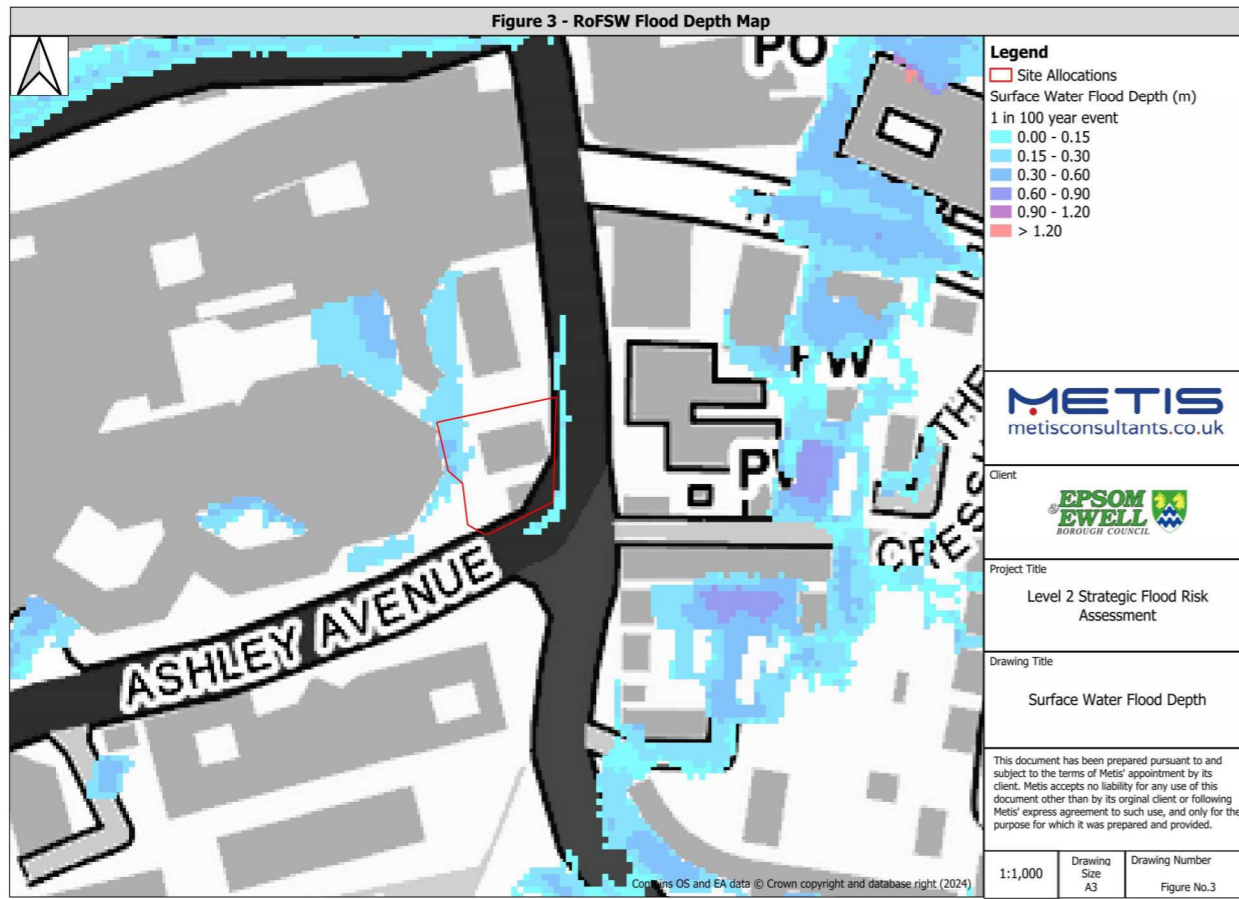 Figure 3 - RoFSW Flood Depth Map
PO
ASHLEY AVENUE
THE
Contains OS and EA data © Crown copyright and database right (2024)
Legend
Site Allocations
Surface Water Flood Depth (m)
1 in 100 year event
0.00 - 0.15
0.15 - 0.30
0.30 - 0.60
0.60 - 0.90
0.90 - 1.20
> 1.20
METIS
metisconsultants.co.uk
Client
EPSOM
& EWELL
BOROUGH COUNCIL
Project Title
Level 2 Strategic Flood Risk
Assessment
Drawing Title
Surface Water Flood Depth
This document has been prepared pursuant to and
subject to the terms of Metis' appointment by its
client. Metis accepts no liability for any use of this
document other than by its orginal client or following
Metis' express agreement to such use, and only for the
purpose for which it was prepared and provided.
1:1,000
Drawing
Size
A3
Drawing Number
Figure No.3